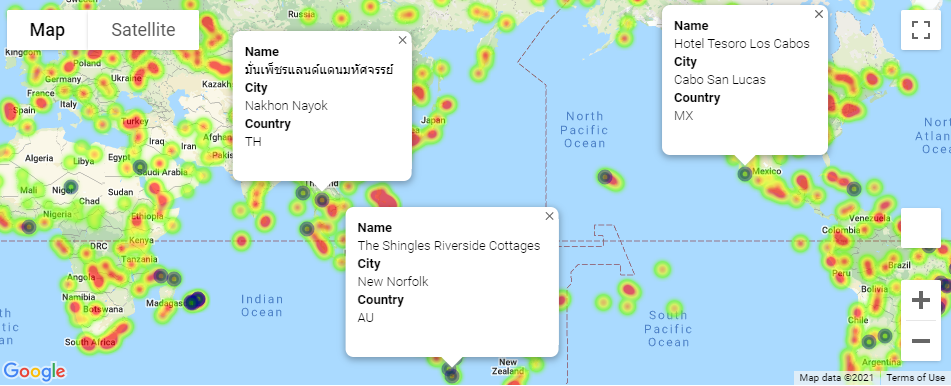 Map
Satellite
Name
มั่นเพ็ชรแลนด์แดนมหัศจรรย์
City
Nakhon Nayok
Country
TH
Name
Hotel Tesoro Los Cabos
City
Cabo San Lucas
Country
MX
Name
The Shingles Riverside Cottages
City
New Norfolk
Country
AU
Russia
Kingdom
Poland
Germany
Ukraine
France
Italy
Spain
Turkey
Iraq
Iran
Japan
Algeria
Libya
Egypt
Saudi Arabia
Mali
Niger
Sudan
Chad
Nigeria
Ethiopia
Kenya
DRC
Tanzania
Angola
Namibia
Botswana
South Africa
Indian
Ocean
North
Pacific
Ocean
South
Pacific
Ocean
Mexico
Venezuela
Colombia
Peru
Brazil
Bolivia
Chile
Argentina
New
Zealand
Google
Map data ©2021
Terms of Use